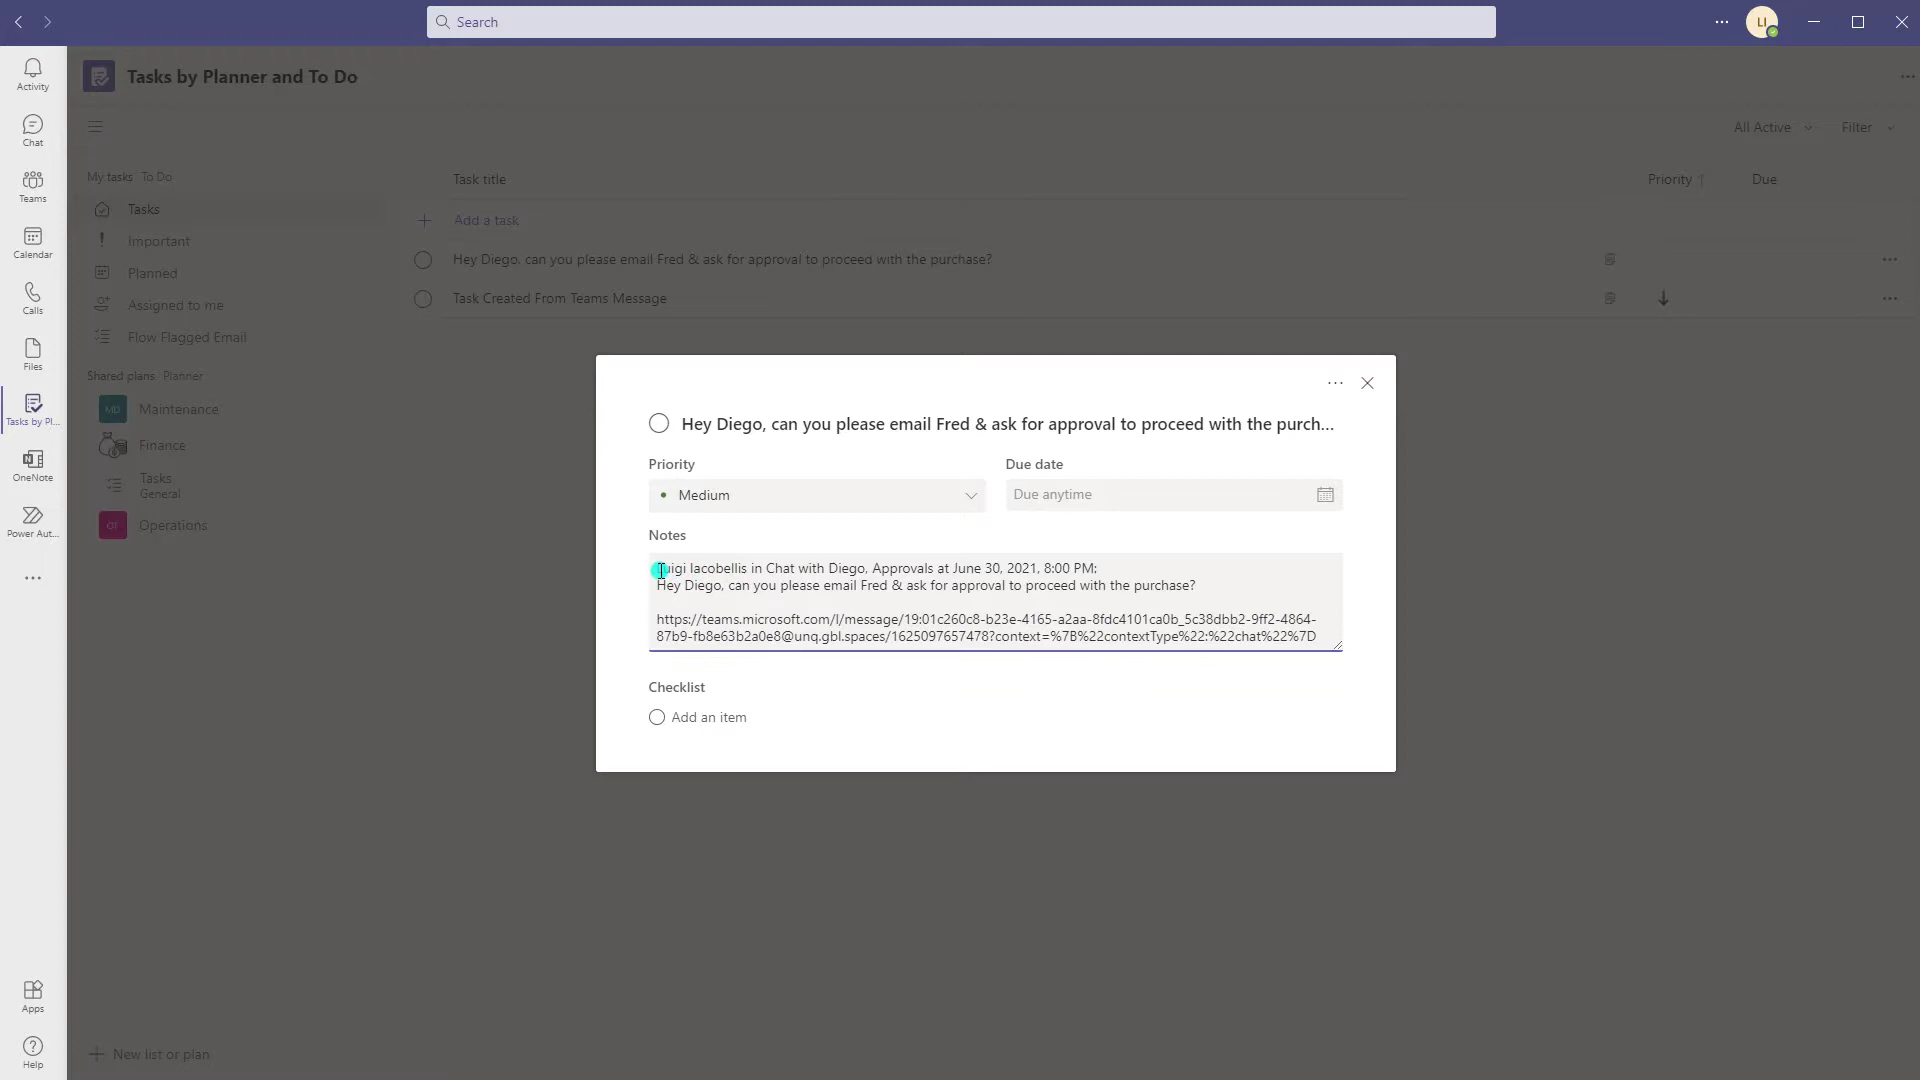 Search
LI
Activity
Chat
Teams
Calendar
Calls
Files
Tasks by Pl...
OneNote
Power Aut...
Apps
Help
Tasks by Planner and To Do
All Active
Filter
My tasks To Do
Tasks
Important
Planned
Assigned to me
Flow Flagged Email
Shared plans Planner
MD Maintenance
Finance
Tasks
General
OT Operations
New list or plan
Task title
Priority
Due
Add a task
Hey Diego, can you please email Fred & ask for approval to proceed with the purchase?
Task Created From Teams Message
Hey Diego, can you please email Fred & ask for approval to proceed with the purch...
Priority
Due date
Medium
Due anytime
Notes
Luigi Iacobellis in Chat with Diego, Approvals at June 30, 2021, 8:00 PM:
Hey Diego, can you please email Fred & ask for approval to proceed with the purchase?
https://teams.microsoft.com/l/message/19:01c260c8-b23e-4165-a2aa-8fdc4101ca0b_5c38dbb2-9ff2-4864-
87b9-fb8e63b2a0e8@unq.gbl.spaces/1625097657478?context=%7B%22contextType%22:%22chat%22%7D
Checklist
Add an item